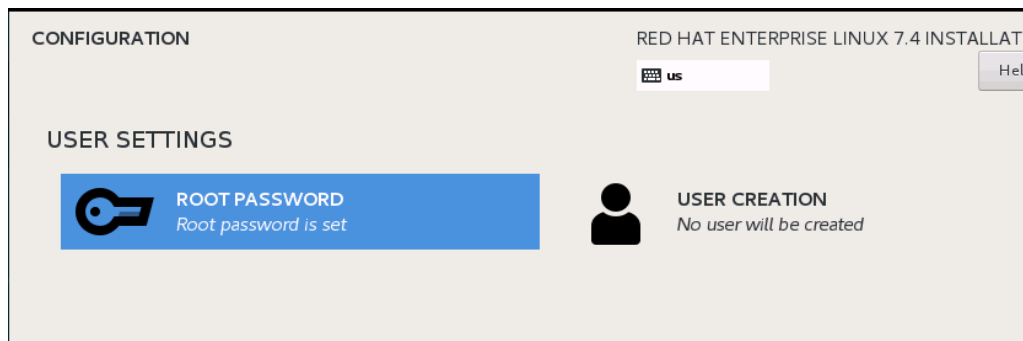 CONFIGURATION
RED HAT ENTERPRISE LINUX 7.4 INSTALLAT
us
Hel
USER SETTINGS
ROOT PASSWORD
Root password is set
USER CREATION
No user will be created